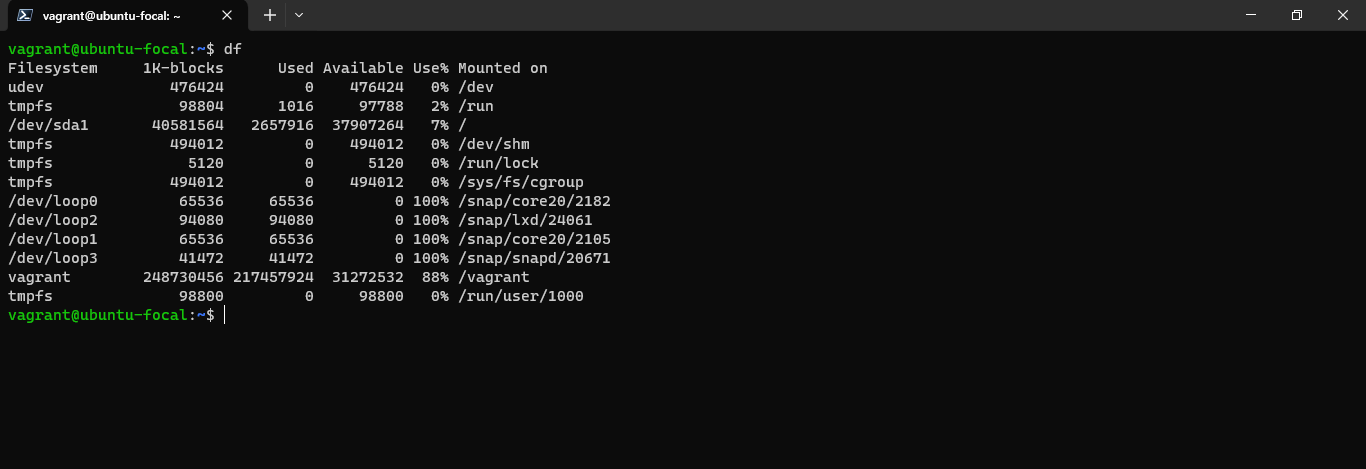 vagrant@ubuntu-focal: ~
vagrant@ubuntu-focal:~$ df
Filesystem     1K-blocks      Used Available Use% Mounted on
udev              476424         0    476424   0% /dev
tmpfs              98804      1016     97788   2% /run
/dev/sda1       40581564   2657916  37907264   7% /
tmpfs             494012         0    494012   0% /dev/shm
tmpfs               5120         0      5120   0% /run/lock
tmpfs             494012         0    494012   0% /sys/fs/cgroup
/dev/loop0         65536     65536         0 100% /snap/core20/2182
/dev/loop2         94080     94080         0 100% /snap/lxd/24061
/dev/loop1         65536     65536         0 100% /snap/core20/2105
/dev/loop3         41472     41472         0 100% /snap/snapd/20671
vagrant        248730456 217457924  31272532  88% /vagrant
tmpfs              98800         0     98800   0% /run/user/1000
vagrant@ubuntu-focal:~$